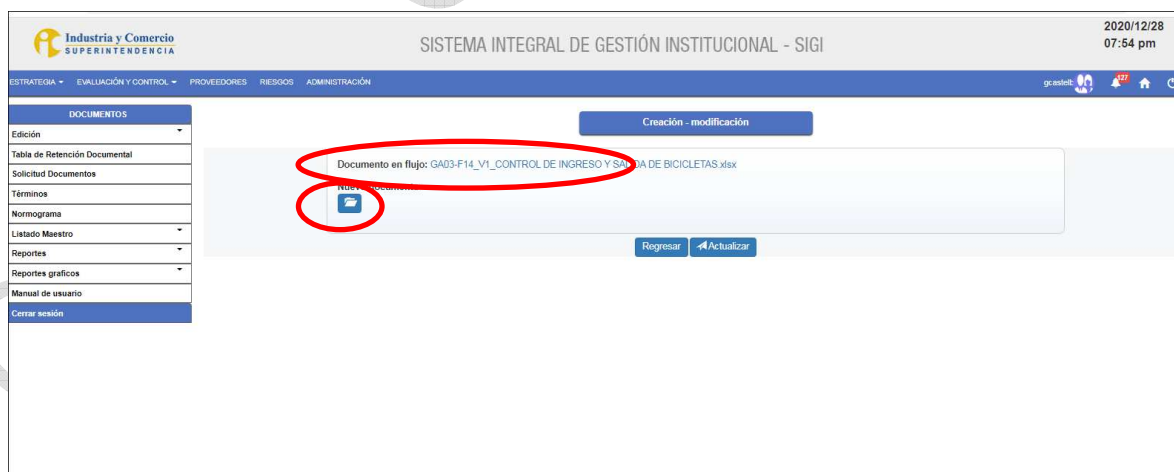 Industria y Comercio
SUPERINTENDENCIA
SISTEMA INTEGRAL DE GESTIÓN INSTITUCIONAL - SIGI
2020/12/28
07:54 pm
ESTRATEGIA EVALUACIÓN Y CONTROL PROVEEDORES RIESGOS ADMINISTRACIÓN gcastell: 127
DOCUMENTOS
Edición
Tabla de Retención Documental
Solicitud Documentos
Términos
Normograma
Listado Maestro
Reportes
Reportes graficos
Manual de usuario
Cerrar sesión
Creación - modificación
Documento en flujo: GA03-F14_V1_CONTROL DE INGRESO Y SALIDA DE BICICLETAS.xlsx
Regresar Actualizar